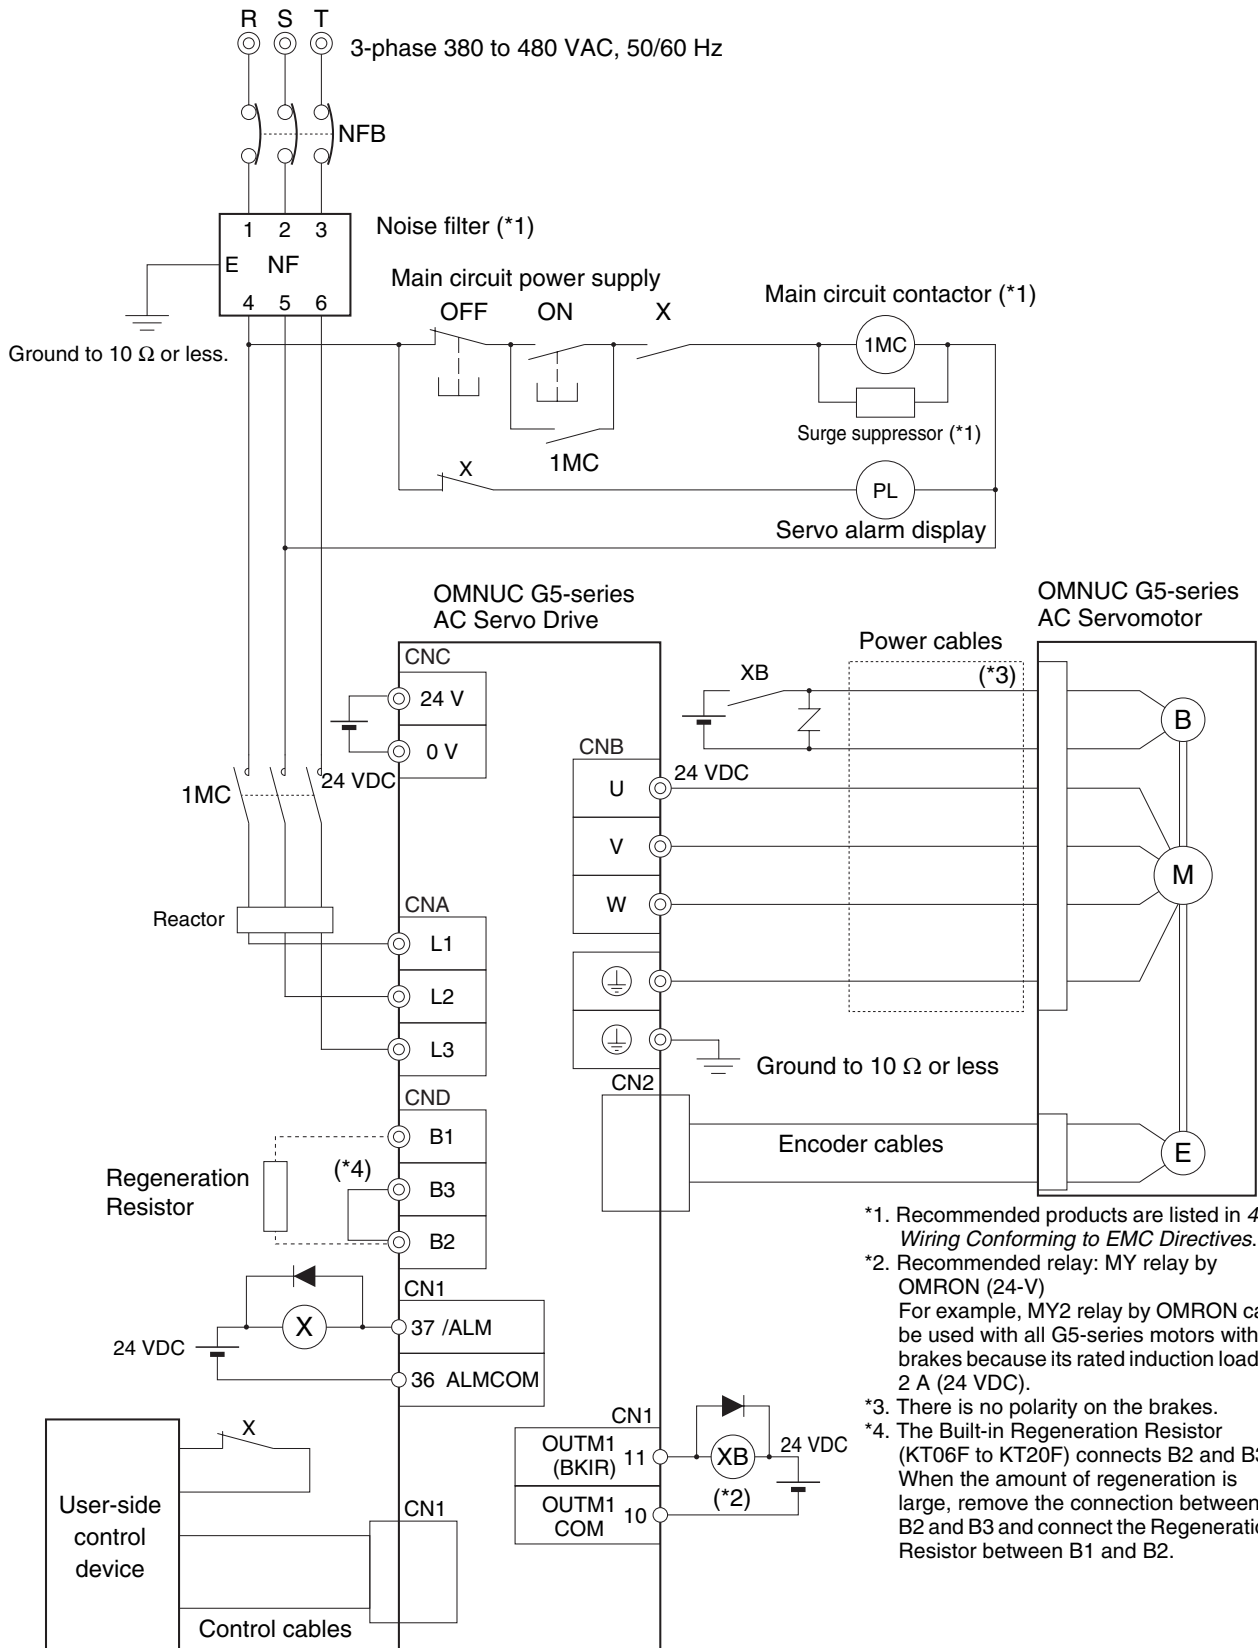 R S T
3-phase 380 to 480 VAC, 50/60 Hz
NFB
1 2 3
Noise filter (*1)
E NF
4 5 6
Ground to 10 Ω or less.
Main circuit power supply
OFF ON X
Main circuit contactor (*1)
1MC
Surge suppressor (*1)
1MC
X
PL
Servo alarm display
OMNUC G5-series
AC Servo Drive
OMNUC G5-series
AC Servomotor
CNC
24 V
0 V
24 VDC
1MC
Reactor
CNA
L1
L2
L3
CND
B1
B3
B2
(*4)
Regeneration
Resistor
XB
Power cables
(*3)
B
24 VDC
CNB
U
V
W
M
Ground to 10 Ω or less
CN2
Encoder cables
E
CN1
37 /ALM
36 ALMCOM
X
24 VDC
X
User-side
control
device
CN1
Control cables
CN1
OUTM1
(BKIR) 11
OUTM1
COM 10
XB
(*2)
24 VDC
*1. Recommended products are listed in 4
Wiring Conforming to EMC Directives.
*2. Recommended relay: MY relay by
OMRON (24-V)
For example, MY2 relay by OMRON ca
be used with all G5-series motors with
brakes because its rated induction load
2 A (24 VDC).
*3. There is no polarity on the brakes.
*4. The Built-in Regeneration Resistor
(KT06F to KT20F) connects B2 and B3
When the amount of regeneration is
large, remove the connection between
B2 and B3 and connect the Regeneratio
Resistor between B1 and B2.